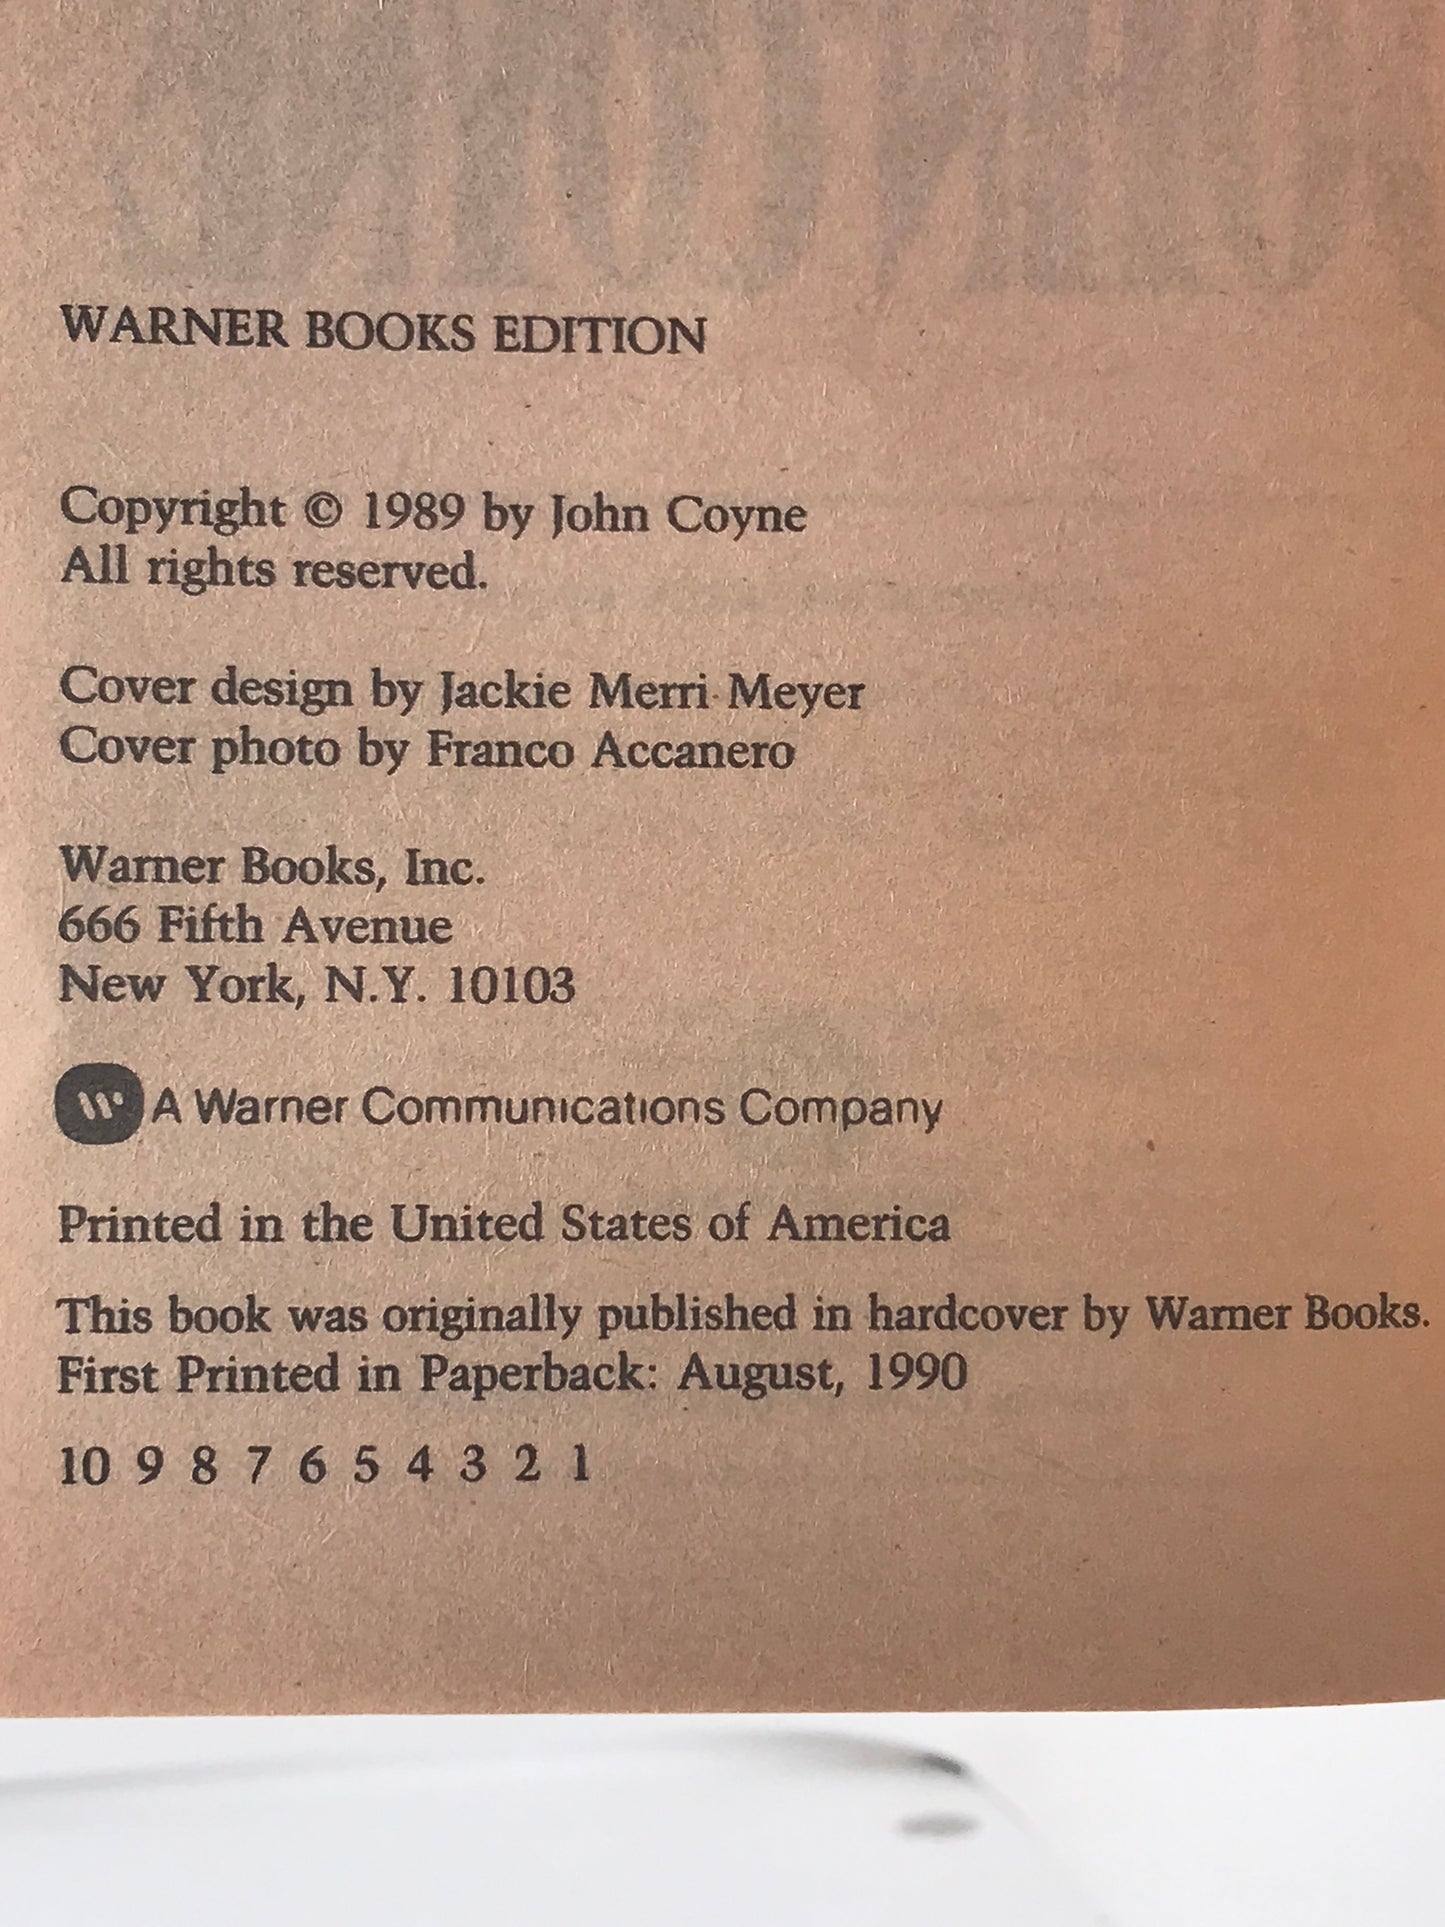 WARNER BOOKS EDITION
Copyright © 1989 by John Coyne
All rights reserved.
Cover design by Jackie Merri Meyer
Cover photo by Franco Accanero
Warner Books, Inc.
666 Fifth Avenue
New York, N.Y. 10103
A Warner Communications Company
Printed in the United States of America
This book was originally published in hardcover by Warner Books.
First Printed in Paperback: August, 1990
10 9 8 7 6 5 4 3 2 1